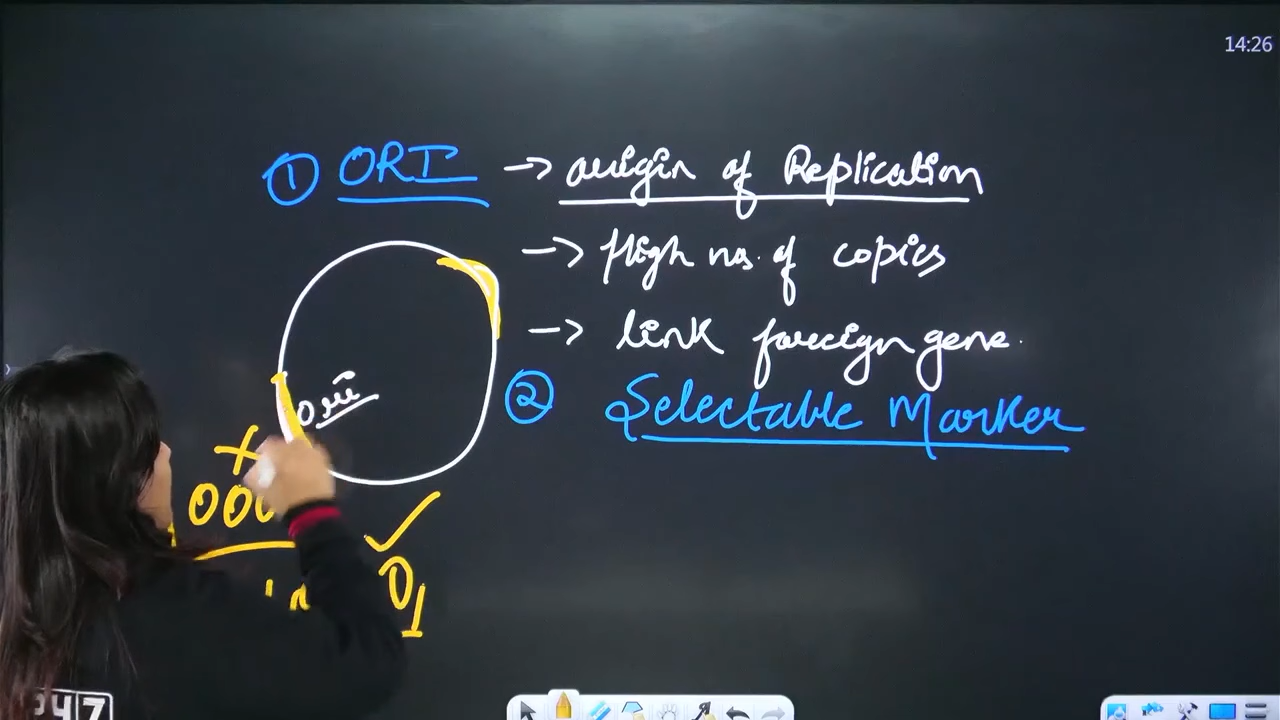 14:26
① ORI → origin of Replication
→ High no. of copies
→ link foreign gene.
② Selectable Marker
ori